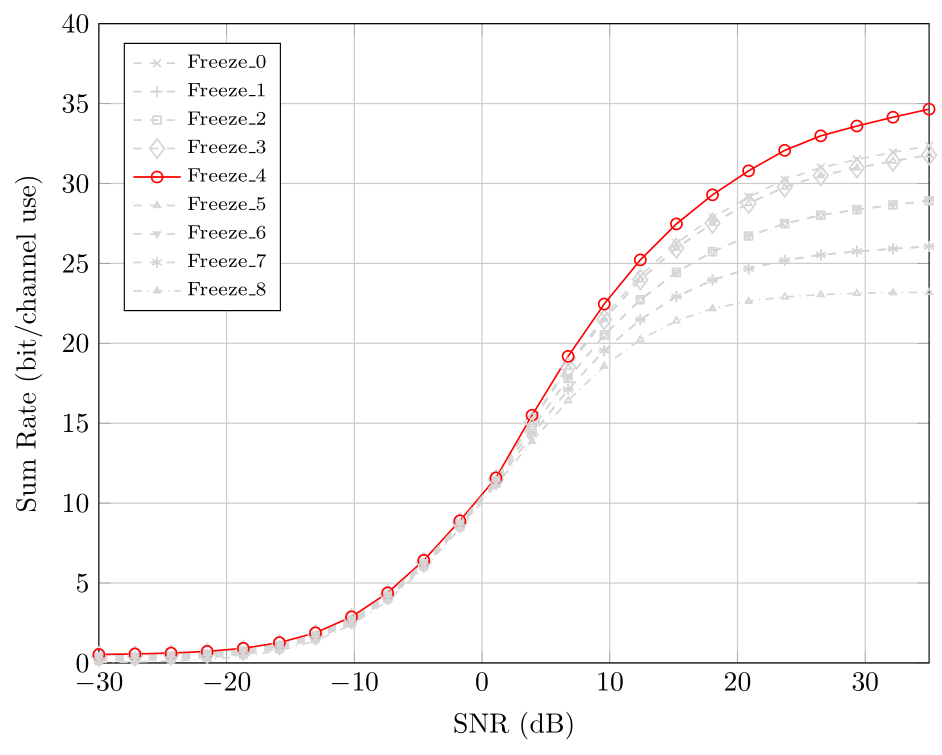 40
35
30
25
20
15
10
5
0
Sum Rate (bit/channel use)
Freeze_0
Freeze_1
Freeze_2
Freeze_3
Freeze_4
Freeze_5
Freeze_6
Freeze_7
Freeze_8
−30 −20 −10 0 10 20 30
SNR (dB)